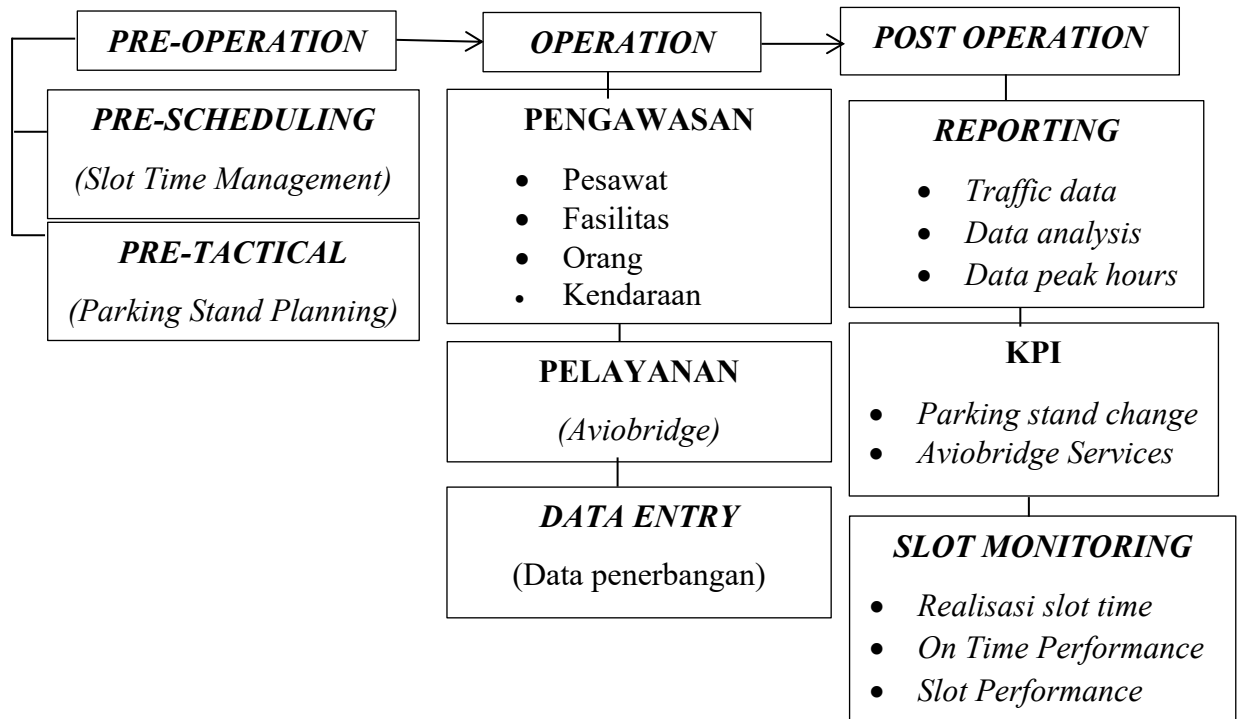 PRE-OPERATION
PRE-SCHEDULING
(Slot Time Management)
PRE-TACTICAL
(Parking Stand Planning)
OPERATION
PENGAWASAN
• Pesawat
• Fasilitas
• Orang
• Kendaraan
PELAYANAN
(Aviobridge)
DATA ENTRY
(Data penerbangan)
POST OPERATION
REPORTING
• Traffic data
• Data analysis
• Data peak hours
KPI
• Parking stand change
• Aviobridge Services
SLOT MONITORING
• Realisasi slot time
• On Time Performance
• Slot Performance